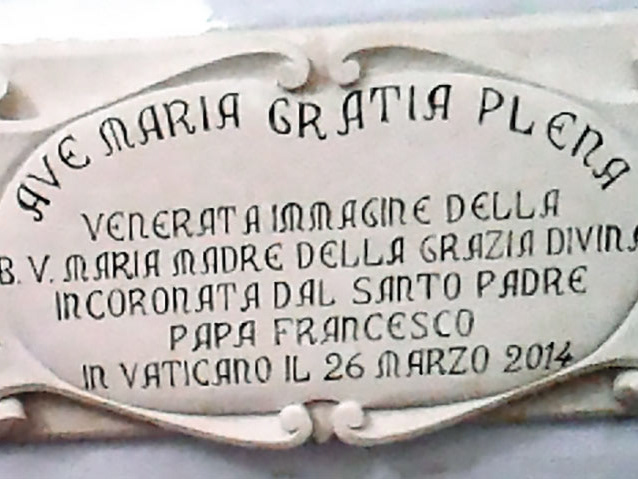 AVE MARIA GRATIA PLENA
VENERATA IMMAGINE DELLA
B. V. MARIA MADRE DELLA GRAZIA DIVINA
INCORONATA DAL SANTO PADRE
PAPA FRANCESCO
IN VATICANO IL 26 MARZO 2014